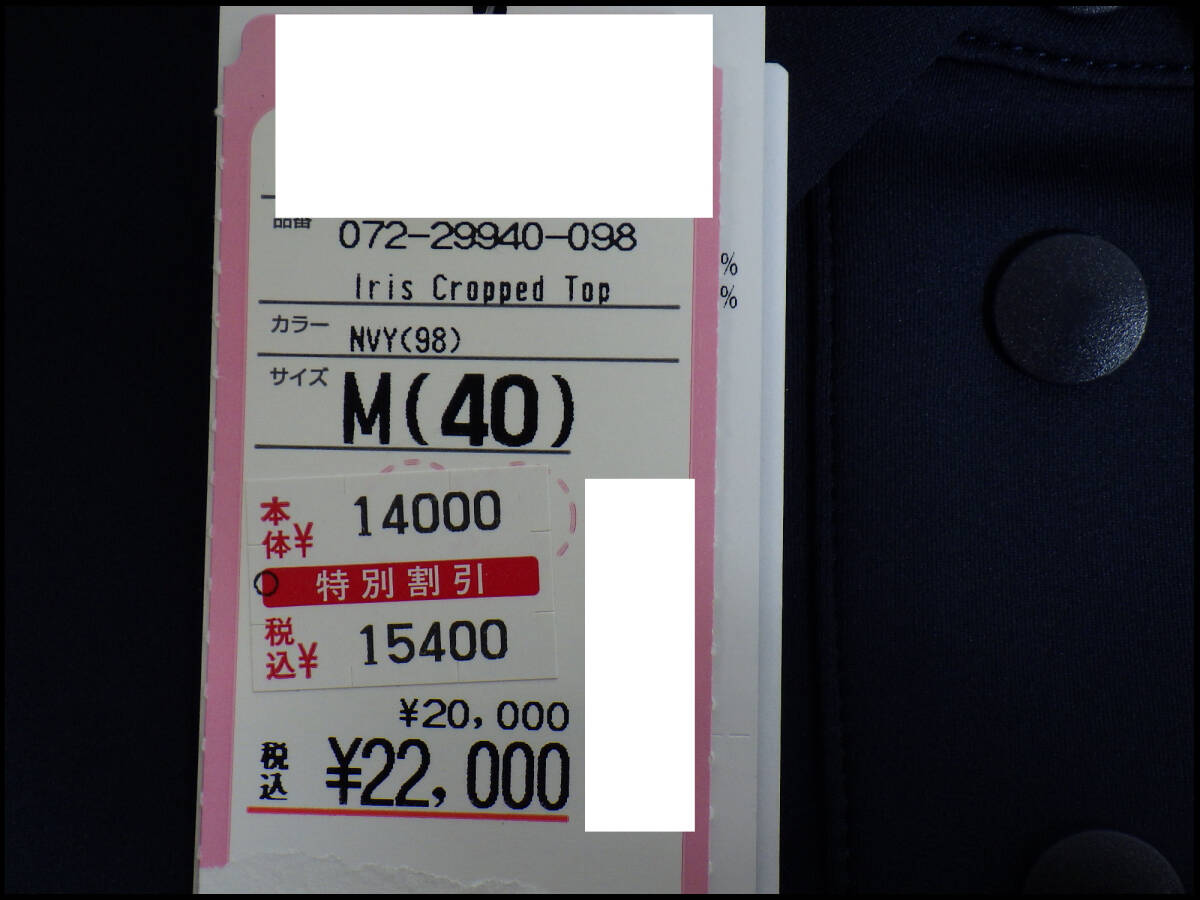 品番 072-29940-098
Iris Cropped Top
%
%
カラー NVY(98)
サイズ M(40)
本体¥ 14000
特別割引
税込¥ 15400
¥20,000
税込 ¥22,000